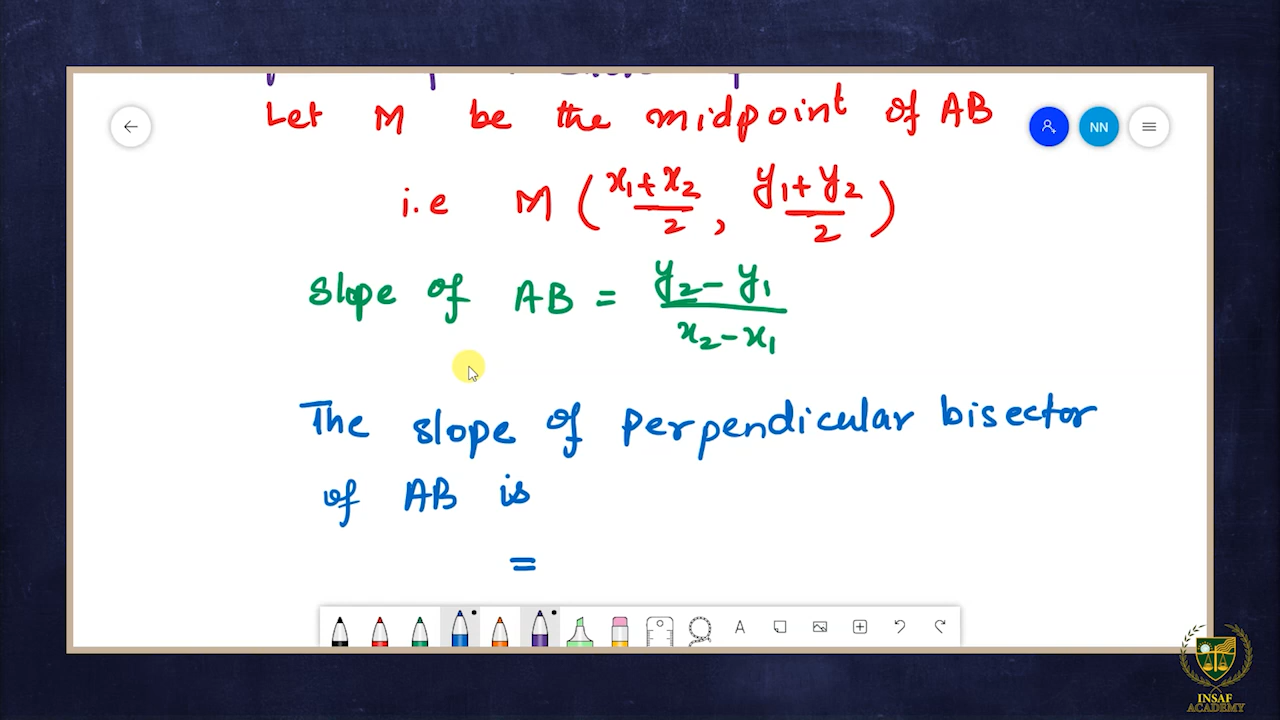 Let M be the midpoint of AB
NN
i.e M ( x₁+x₂/2 , y₁+y₂/2 )
Slope of AB = y₂-y₁/x₂-x₁
The slope of perpendicular bisector
of AB is
=
A
INSAF
ACADEMY